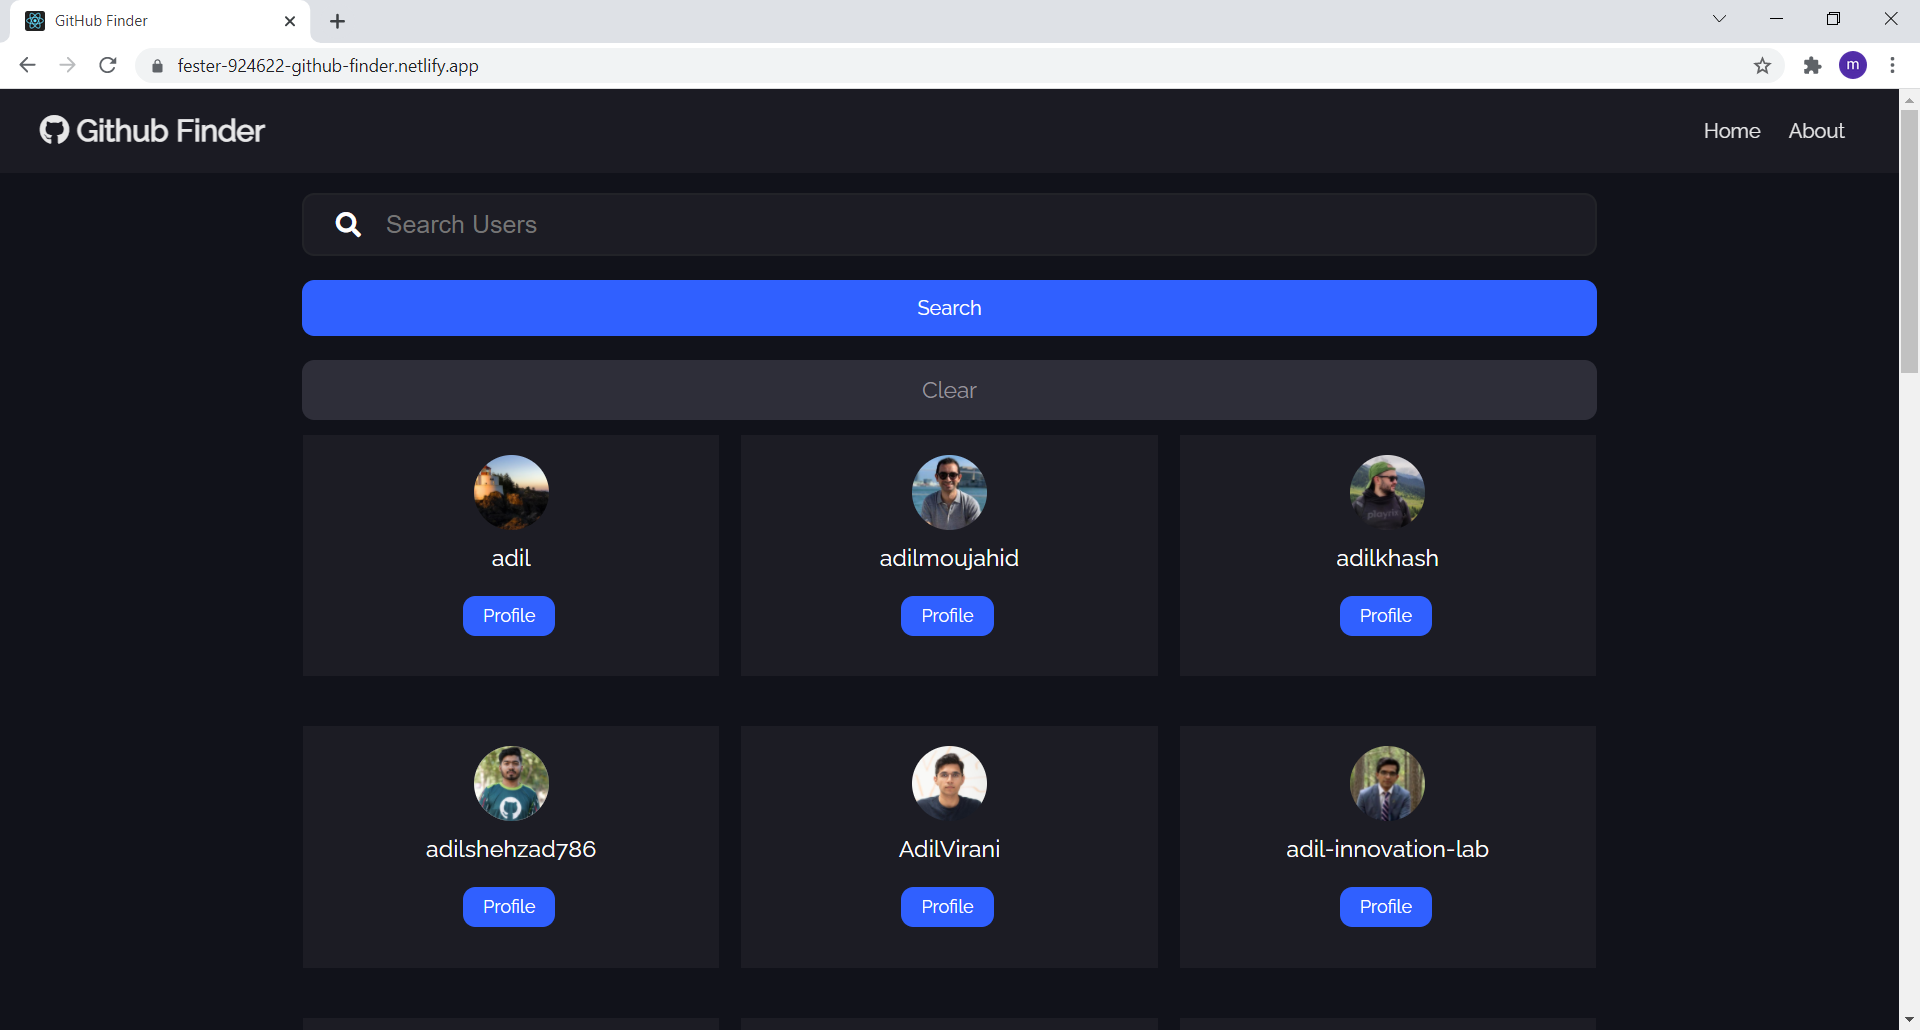 GitHub Finder
fester-924622-github-finder.netlify.app
m
Github Finder
Home About
Search Users
Search
Clear
adil adilmoujahid adilkhash
Profile Profile Profile
adilshehzad786 AdilVirani adil-innovation-lab
Profile Profile Profile